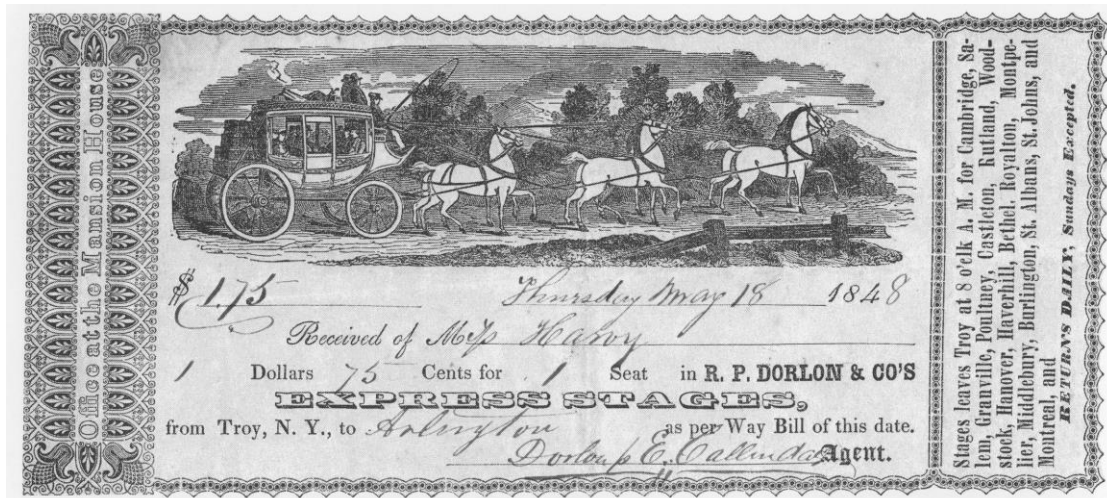 Office at the Mansion House
$ 1.75 Thursday May 18 1848
Received of Miss Harvy
1 Dollars 75 Cents for 1 Seat in R. P. DORLON & CO'S
EXPRESS STAGES,
from Troy, N. Y., to Arlington as per Way Bill of this date.
Dorlon E. Callender Agent.
Stages leaves Troy at 8 o'clk A. M. for Cambridge, Sa-
lem, Granville, Poultney, Castleton, Rutland, Wood-
stock, Hanover, Haverhill, Bethel, Royalton, Montpe-
lier, Middlebury, Burlington, St. Albans, St. Johns, and
Montreal, and
RETURNS DAILY, Sundays Excepted.